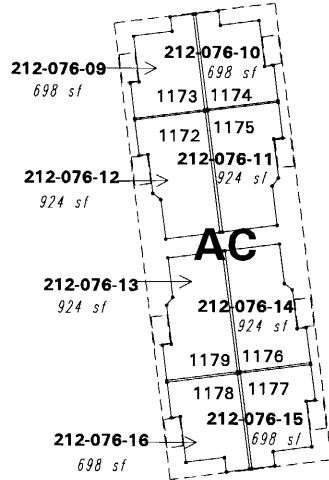 212-076-10
212-076-09
698 sf
698 sf
1173
1174
1172
1175
212-076-11
924 sf
212-076-12
924 sf
AC
212-076-13
924 sf
212-076-14
924 sf
1179
1176
1178
1177
212-076-15
698 sf
212-076-16
698 sf